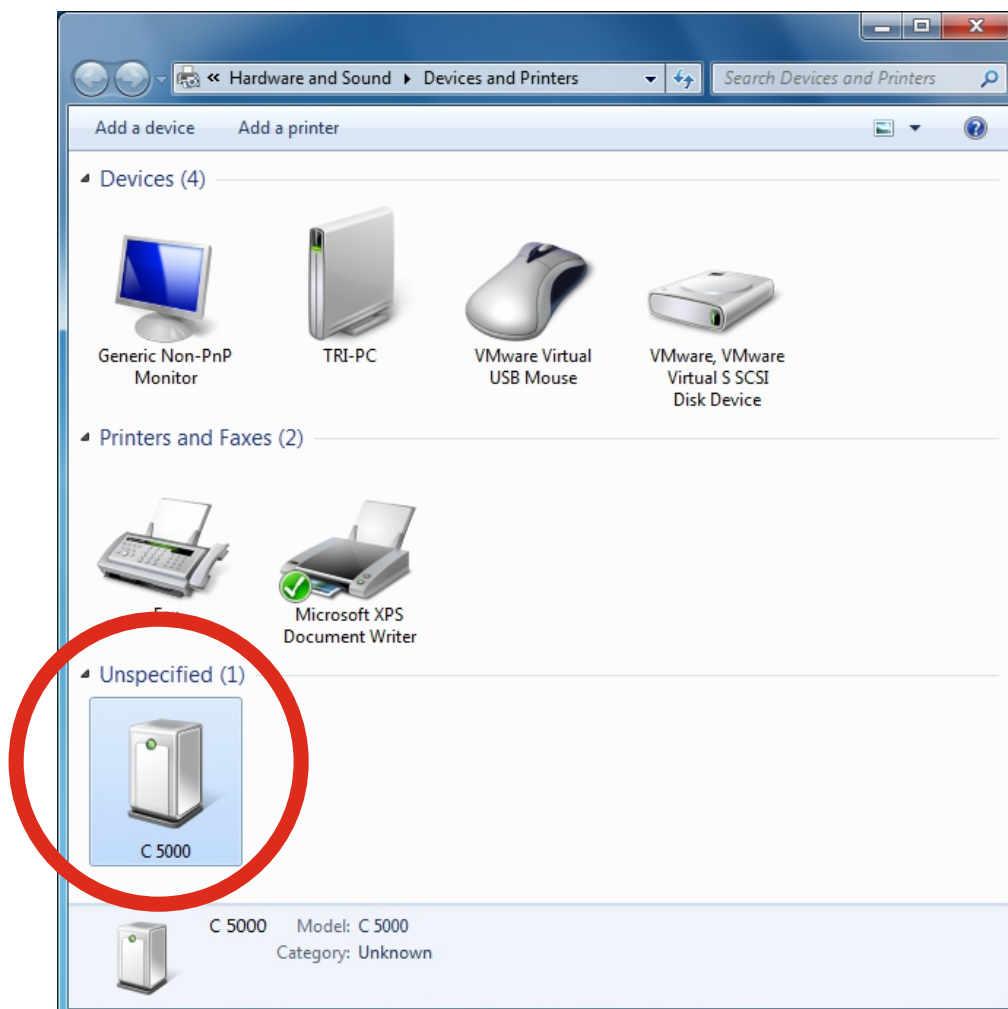 « Hardware and Sound Devices and Printers Search Devices and Printers
Add a device Add a printer
Devices (4)
Generic Non-PnP
Monitor
TRI-PC
VMware Virtual
USB Mouse
VMware, VMware
Virtual S SCSI
Disk Device
Printers and Faxes (2)
Microsoft XPS
Document Writer
Unspecified (1)
C 5000
C 5000 Model: C 5000
Category: Unknown